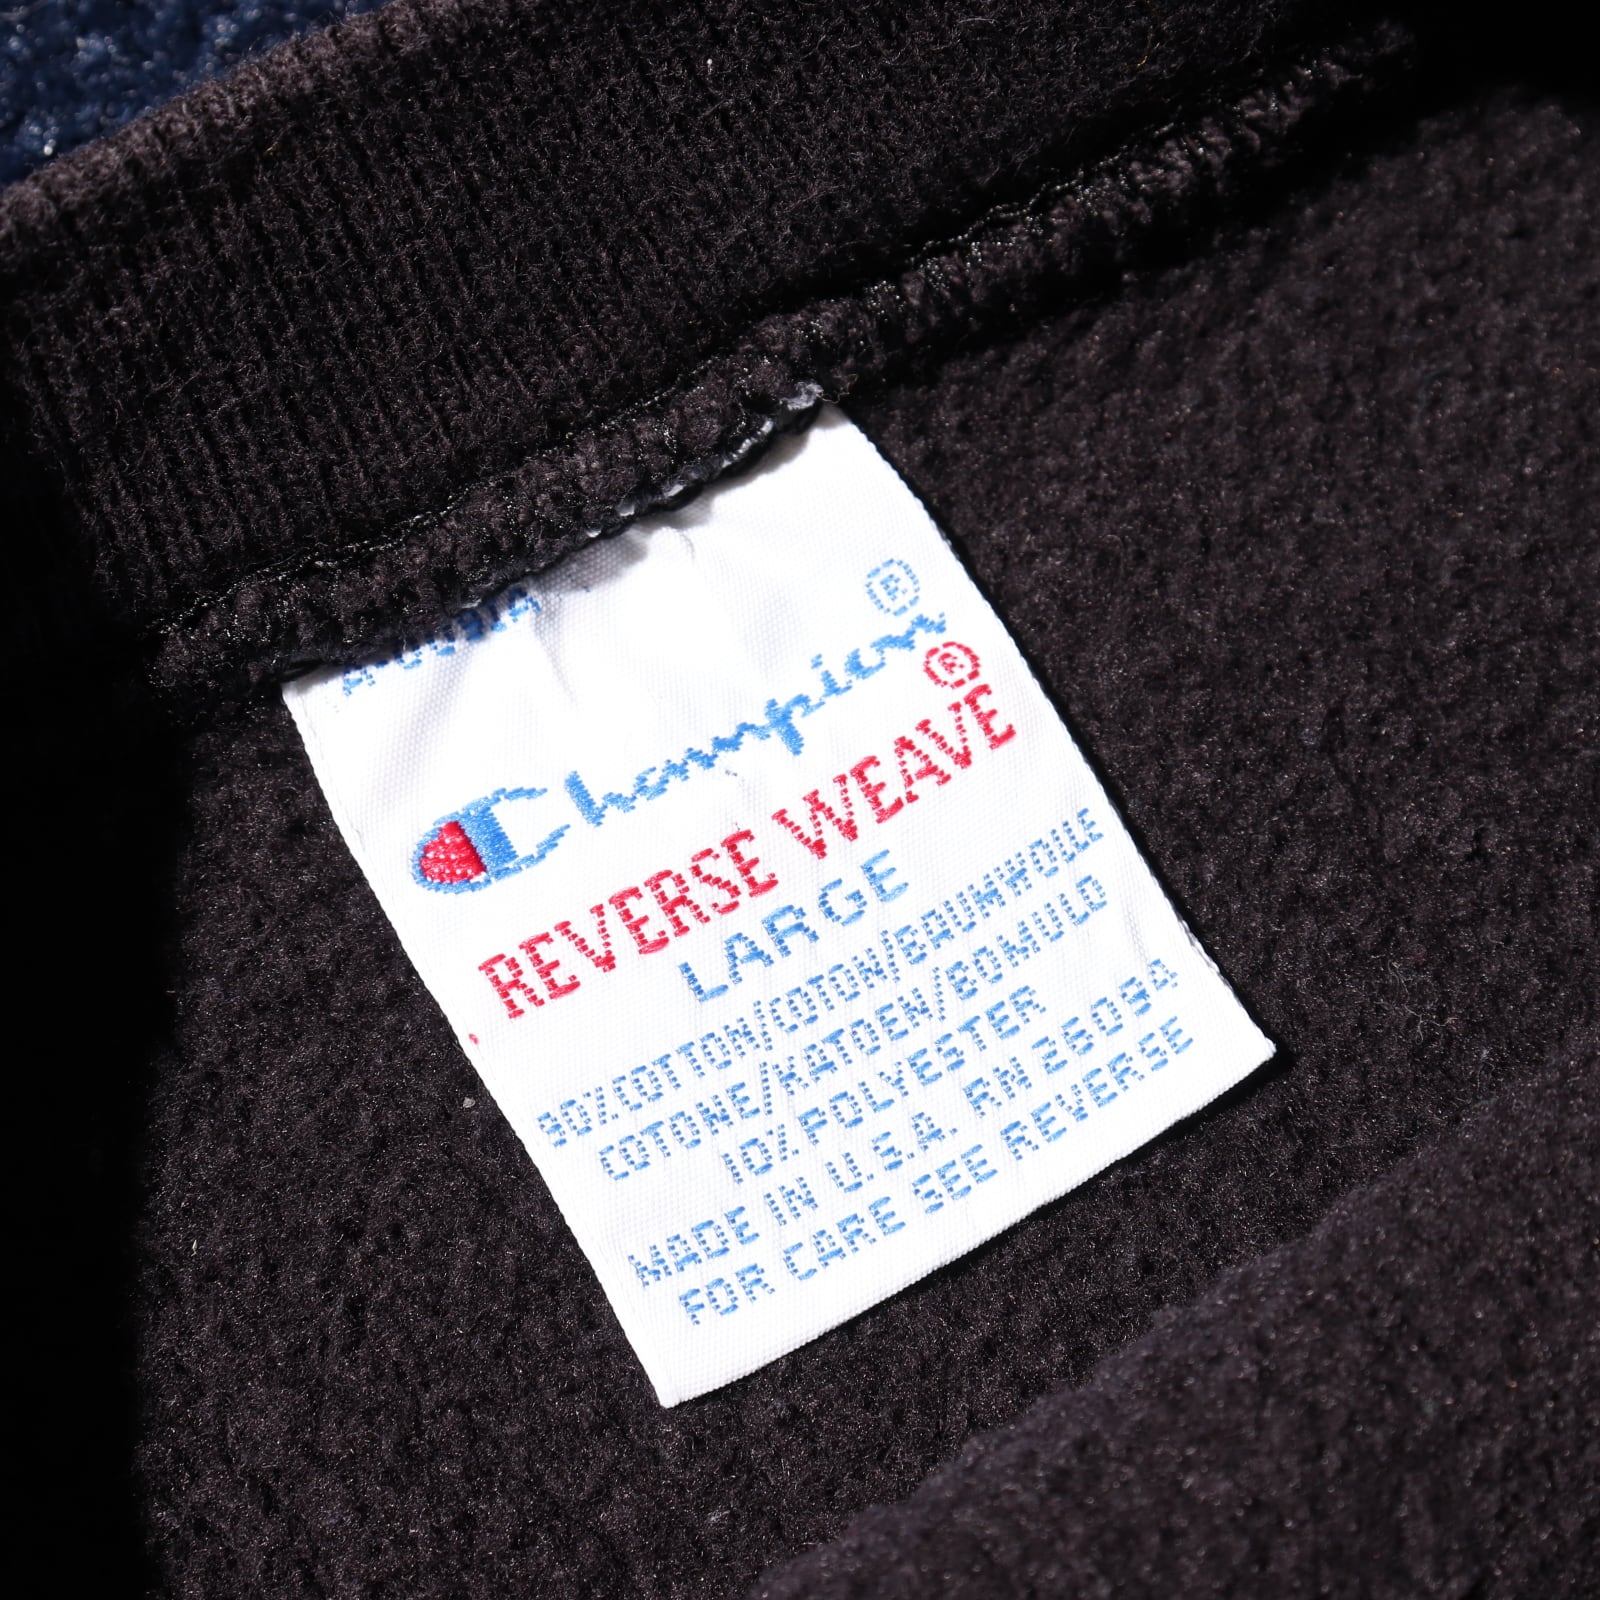 Champion®
REVERSE WEAVE®
LARGE
90%COTTON/COTON/BAUMWOLLE
COTONE/KATOEN/BOMULD
10% POLYESTER
MADE IN U.S.A. RN 26094
FOR CARE SEE REVERSE